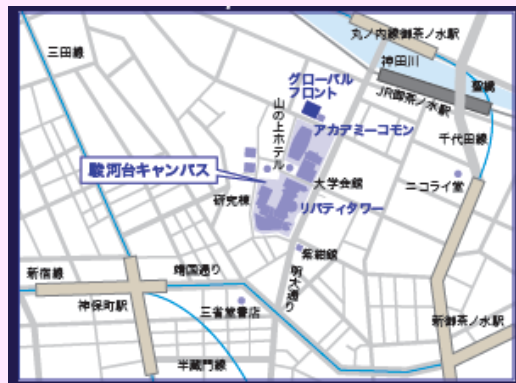 丸ノ内線御茶ノ水駅
三田線
神田川
聖橋
グローバル
フロント
JR御茶ノ水駅
山の上ホテル
アカデミーコモン
千代田線
駿河台キャンパス
大学会館
ニコライ堂
研究棟
リバティタワー
紫紺館
靖国通り
新宿線
明大通り
神保町駅
三省堂書店
新御茶ノ水駅
半蔵門線